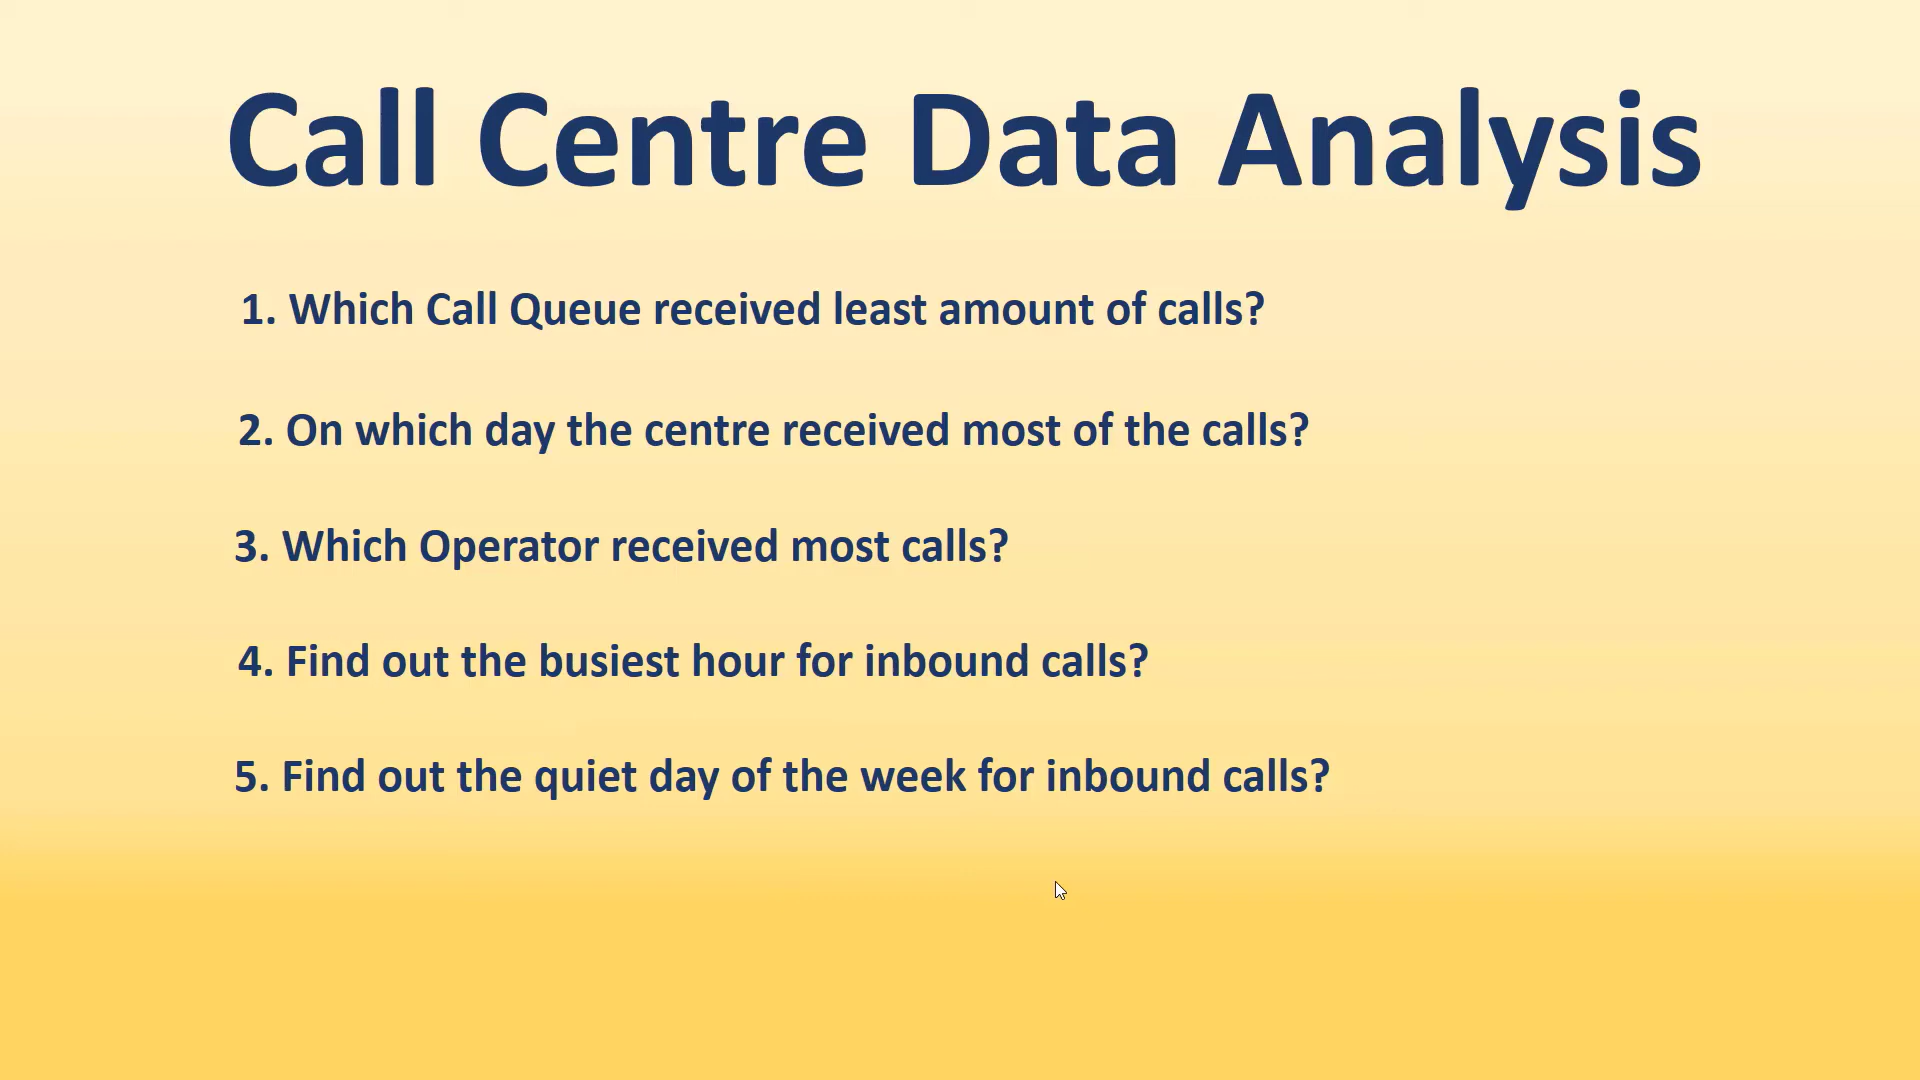 Call Centre Data Analysis
1. Which Call Queue received least amount of calls?
2. On which day the centre received most of the calls?
3. Which Operator received most calls?
4. Find out the busiest hour for inbound calls?
5. Find out the quiet day of the week for inbound calls?